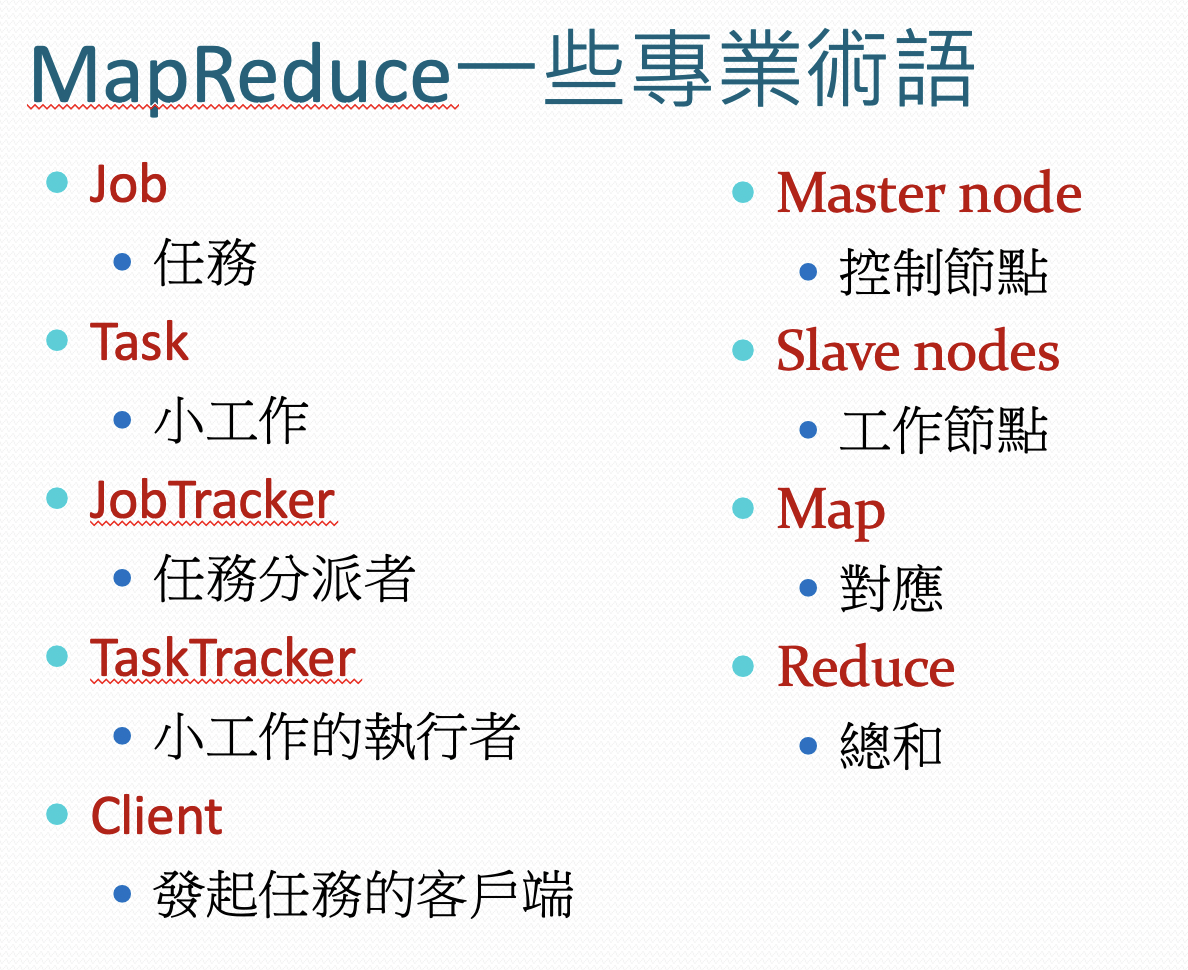 MapReduce一些專業術語
Job
任務
Task
小工作
JobTracker
任務分派者
TaskTracker
小工作的執行者
Client
發起任務的客戶端
Master node
控制節點
Slave nodes
工作節點
Map
對應
Reduce
總和